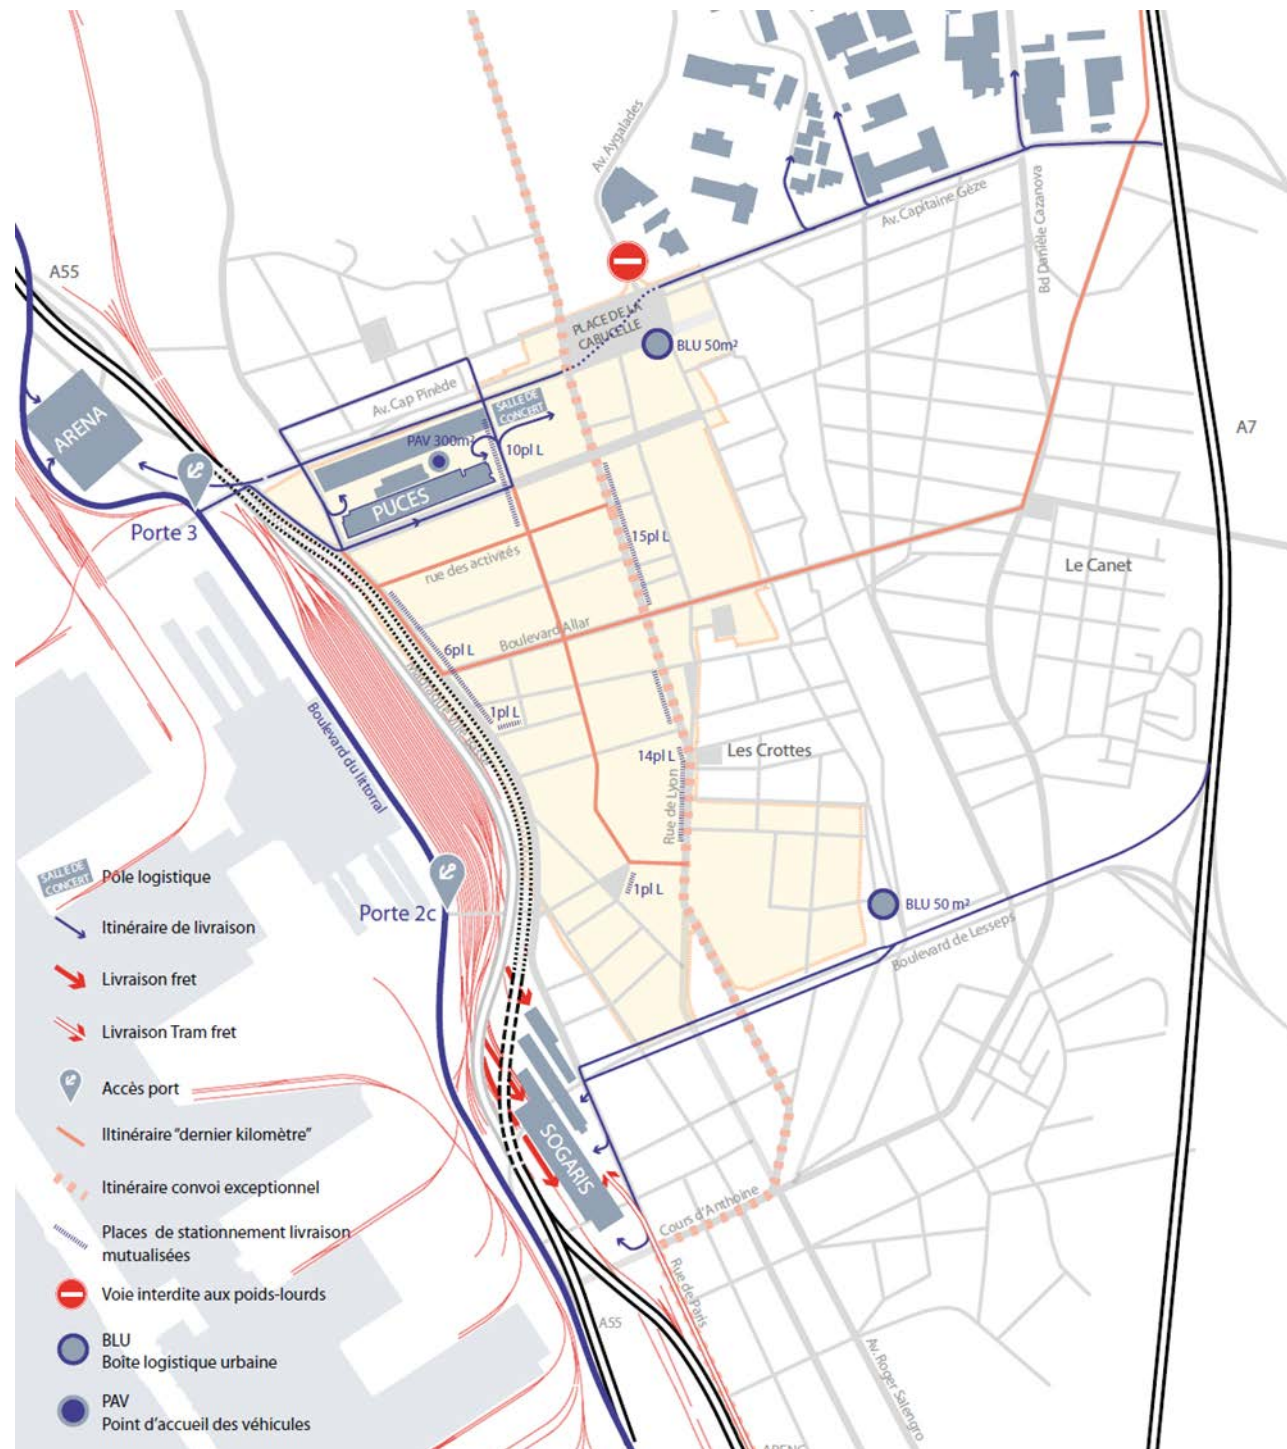 Av. Aygalades
Av. Capitaine Gèze
Bd Danièle Cazanova
A55
PLACE DE LA
CABUCELLE
BLU 50m²
Av. Cap Pinède
SALLE DE
CONCERT
ARENA
PAV 300m²
10pl L
A7
PUCES
Porte 3
15pl L
rue des activités
Le Canet
Boulevard Allar
6pl L
1pl L
Boulevard du littorral
14pl L
Les Crottes
Rue de Lyon
SALLE DE
CONCERT
Pôle logistique
1pl L
BLU 50 m²
Porte 2c
Itinéraire de livraison
Boulevard de Lesseps
Livraison fret
Livraison Tram fret
Accès port
SOGARIS
IItinéraire "dernier kilomètre"
Itinéraire convoi exceptionnel
Cours d'Anthoine
Places de stationnement livraison
mutualisées
Rue de Paris
Voie interdite aux poids-lourds
A55
BLU
Boîte logistique urbaine
Av. Roger Salengro
PAV
Point d'accueil des véhicules